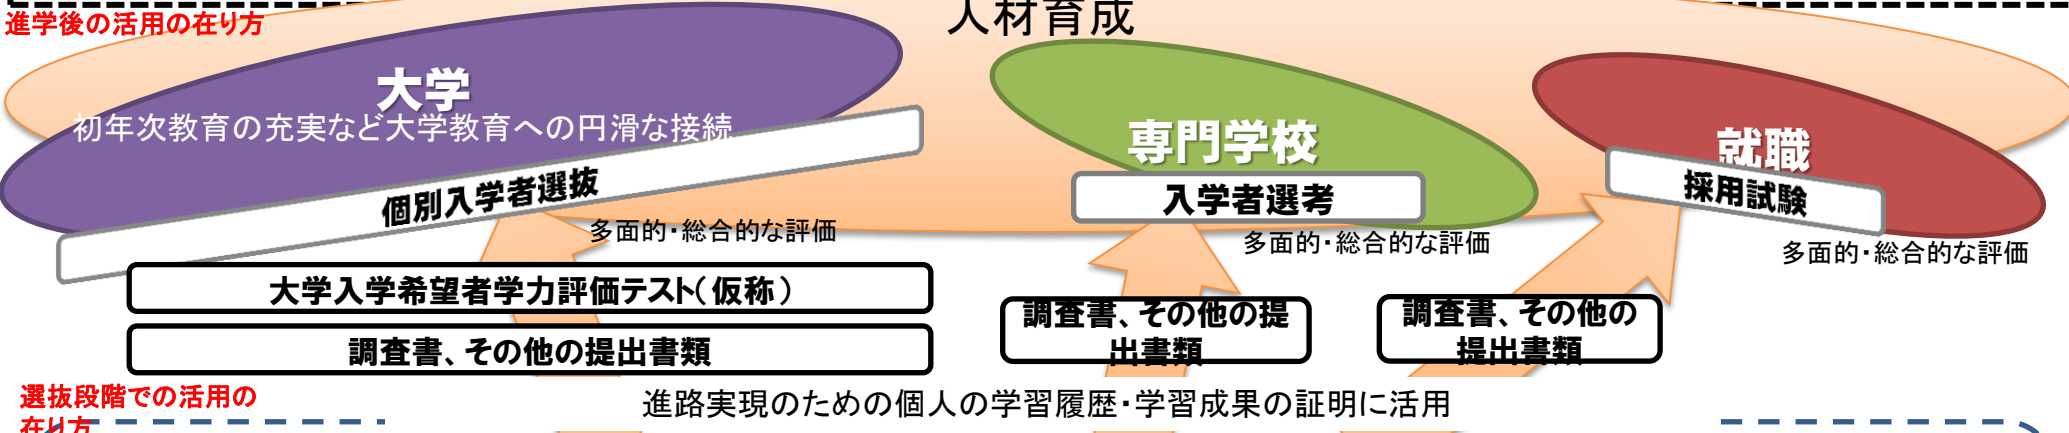 人材育成
進学後の活用の在り方
大学
初年次教育の充実など大学教育への円滑な接続
個別入学者選抜
多面的・総合的な評価
専門学校
入学者選考
多面的・総合的な評価
就職
採用試験
多面的・総合的な評価
大学入学希望者学力評価テスト（仮称）
調査書、その他の提出書類
調査書、その他の提
出書類
調査書、その他の
提出書類
選抜段階での活用の
在り方
進路実現のための個人の学習履歴・学習成果の証明に活用